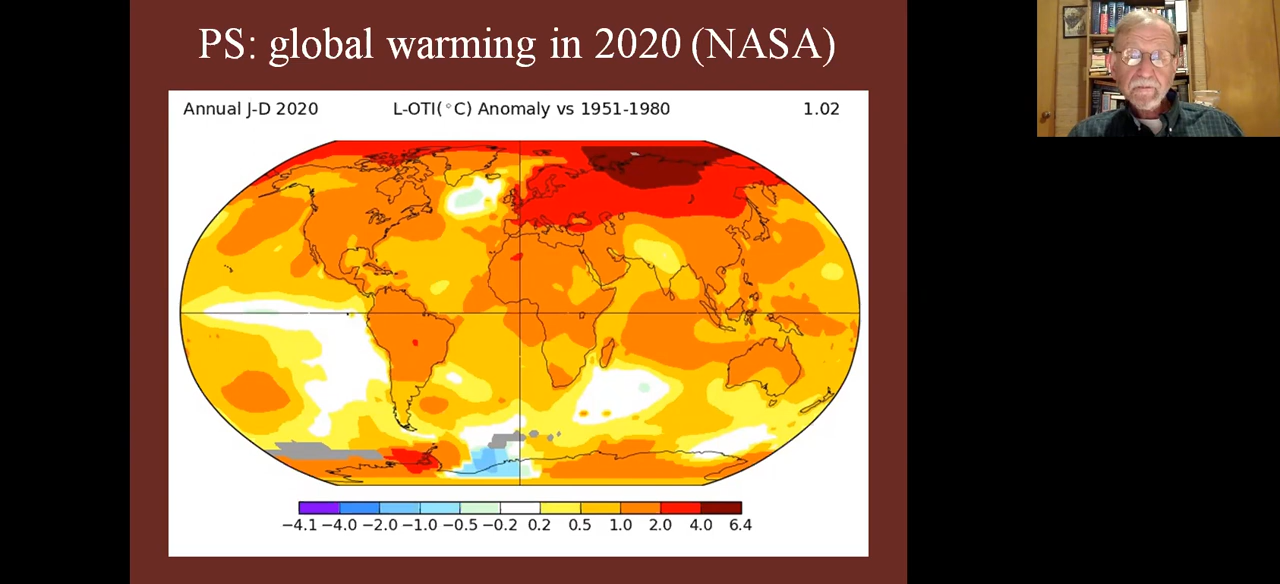 PS: global warming in 2020 (NASA)
Annual J-D 2020 L-OTI(°C) Anomaly vs 1951-1980 1.02
−4.1 −4.0 −2.0 −1.0 −0.5 −0.2 0.2 0.5 1.0 2.0 4.0 6.4